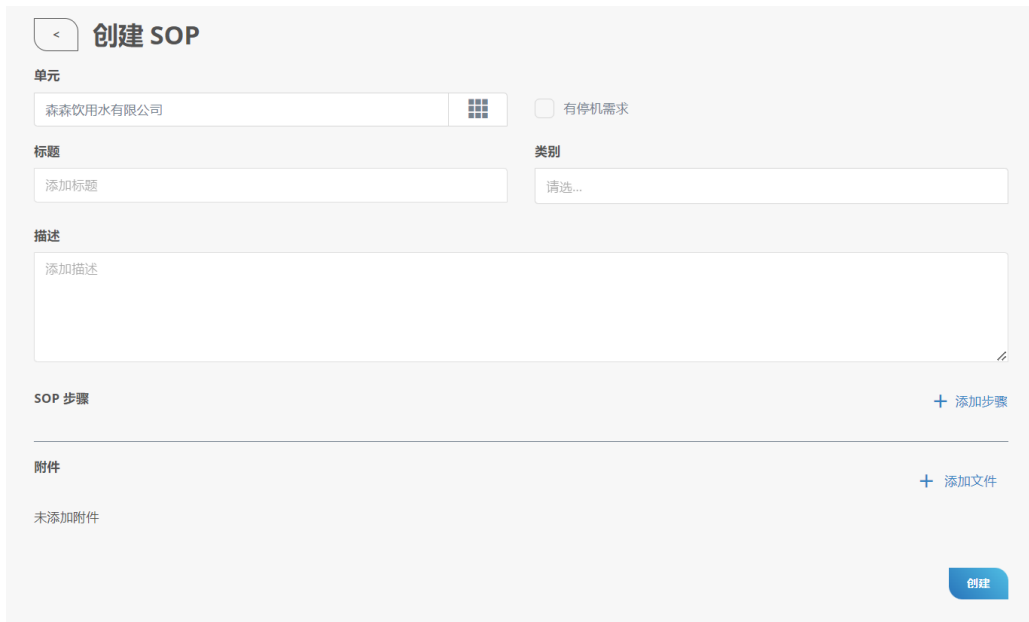 < 创建 SOP
单元
森森饮用水有限公司
有停机需求
标题
类别
添加标题
请选...
描述
添加描述
SOP 步骤
添加步骤
附件
添加文件
未添加附件
创建